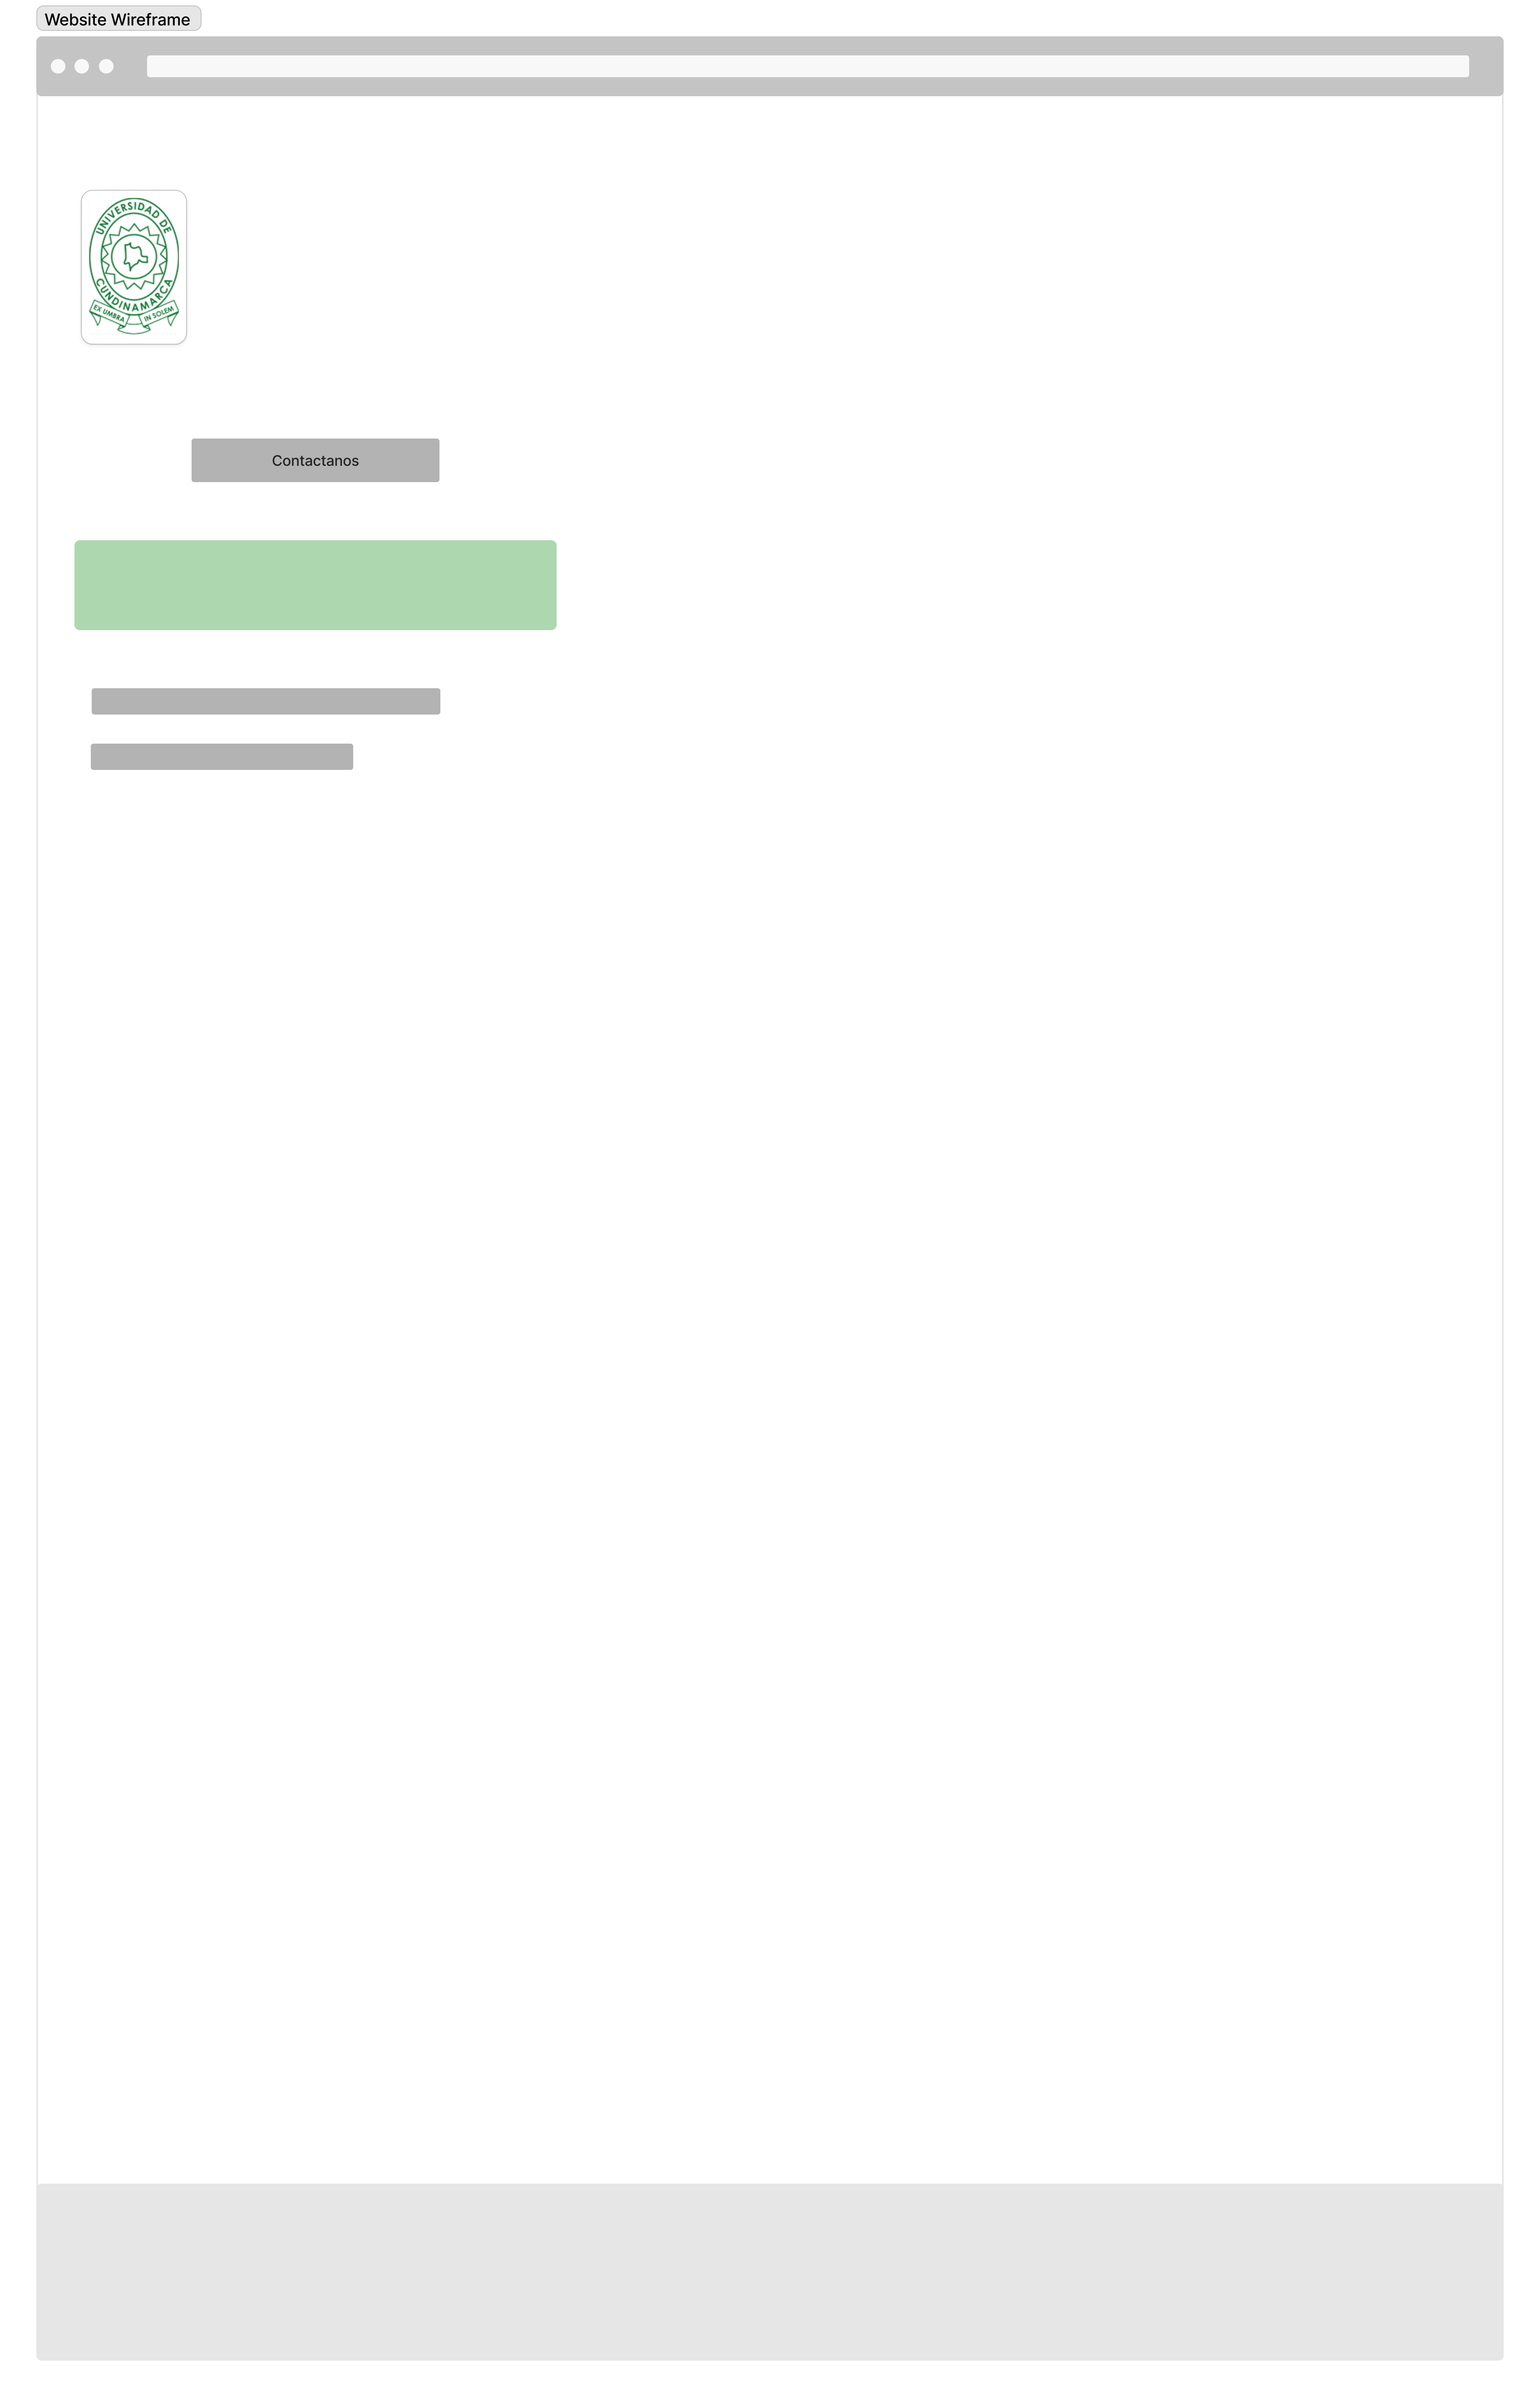 Website Wireframe
UNIVERSIDAD DE
CUNDINAMARCA
EX UMBRA
IN SOLEM
Contactanos